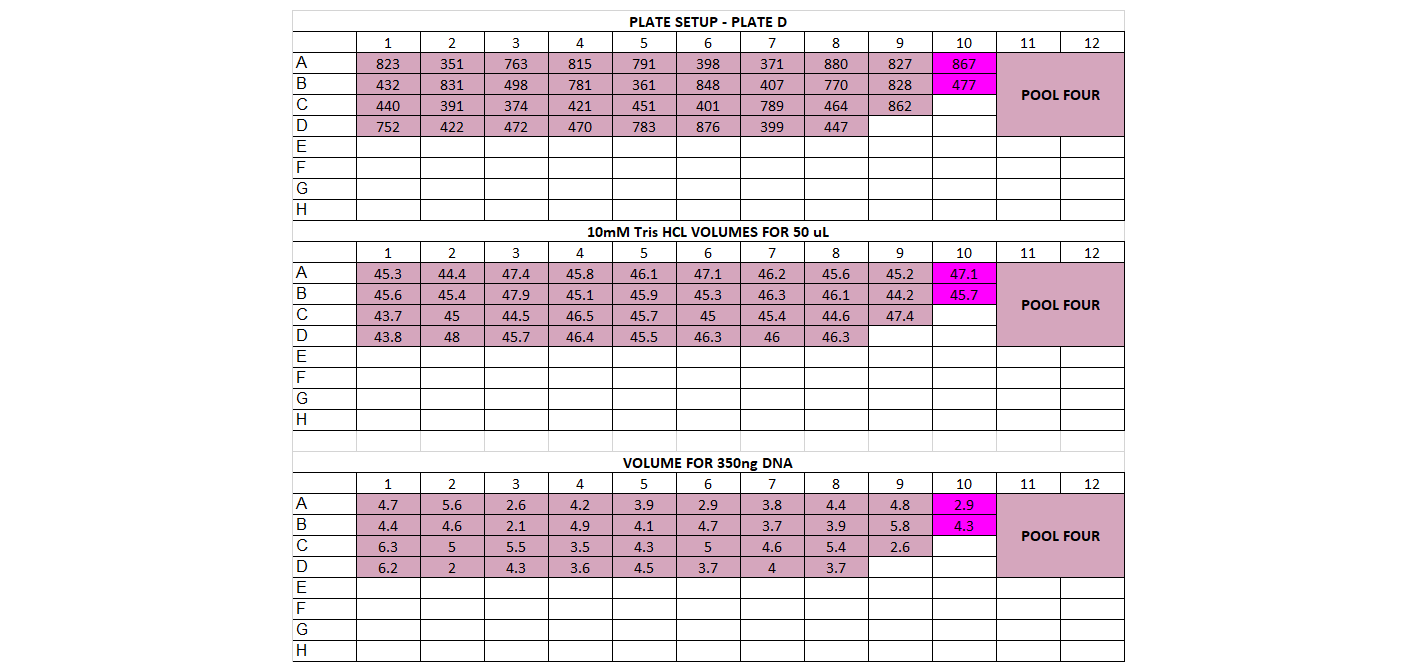 PLATE SETUP - PLATE D
1 2 3 4 5 6 7 8 9 10 11 12
A 823 351 763 815 791 398 371 880 827 867
B 432 831 498 781 361 848 407 770 828 477
POOL FOUR
C 440 391 374 421 451 401 789 464 862
D 752 422 472 470 783 876 399 447
E
F
G
H
10mM Tris HCL VOLUMES FOR 50 uL
1 2 3 4 5 6 7 8 9 10 11 12
A 45.3 44.4 47.4 45.8 46.1 47.1 46.2 45.6 45.2 47.1
B 45.6 45.4 47.9 45.1 45.9 45.3 46.3 46.1 44.2 45.7
POOL FOUR
C 43.7 45 44.5 46.5 45.7 45 45.4 44.6 47.4
D 43.8 48 45.7 46.4 45.5 46.3 46 46.3
E
F
G
H
VOLUME FOR 350ng DNA
1 2 3 4 5 6 7 8 9 10 11 12
A 4.7 5.6 2.6 4.2 3.9 2.9 3.8 4.4 4.8 2.9
B 4.4 4.6 2.1 4.9 4.1 4.7 3.7 3.9 5.8 4.3
POOL FOUR
C 6.3 5 5.5 3.5 4.3 5 4.6 5.4 2.6
D 6.2 2 4.3 3.6 4.5 3.7 4 3.7
E
F
G
H